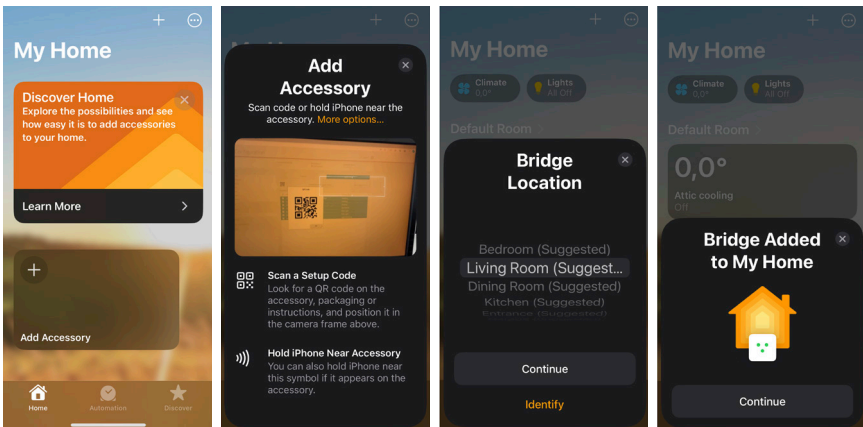 My Home
Discover Home
Explore the possibilities and see
how easy it is to add accessories
to your home.
Learn More
Add Accessory
Home
Automation
Discover
Add
Accessory
Scan code or hold iPhone near the
accessory. More options...
Scan a Setup Code
Look for a QR code on the
accessory, packaging or
instructions, and position it in
the camera frame above.
Hold iPhone Near Accessory
You can also hold iPhone near
this symbol if it appears on the
accessory.
My Home
Climate
0,0°
Lights
All Off
Default Room
Bridge
Location
Bedroom (Suggested)
Living Room (Suggest...
Dining Room (Suggested)
Kitchen (Suggested)
Entrance (Suggested)
Continue
Identify
My Home
Climate
0,0°
Lights
All Off
Default Room
0,0°
Attic cooling
Off
Bridge Added
to My Home
Continue